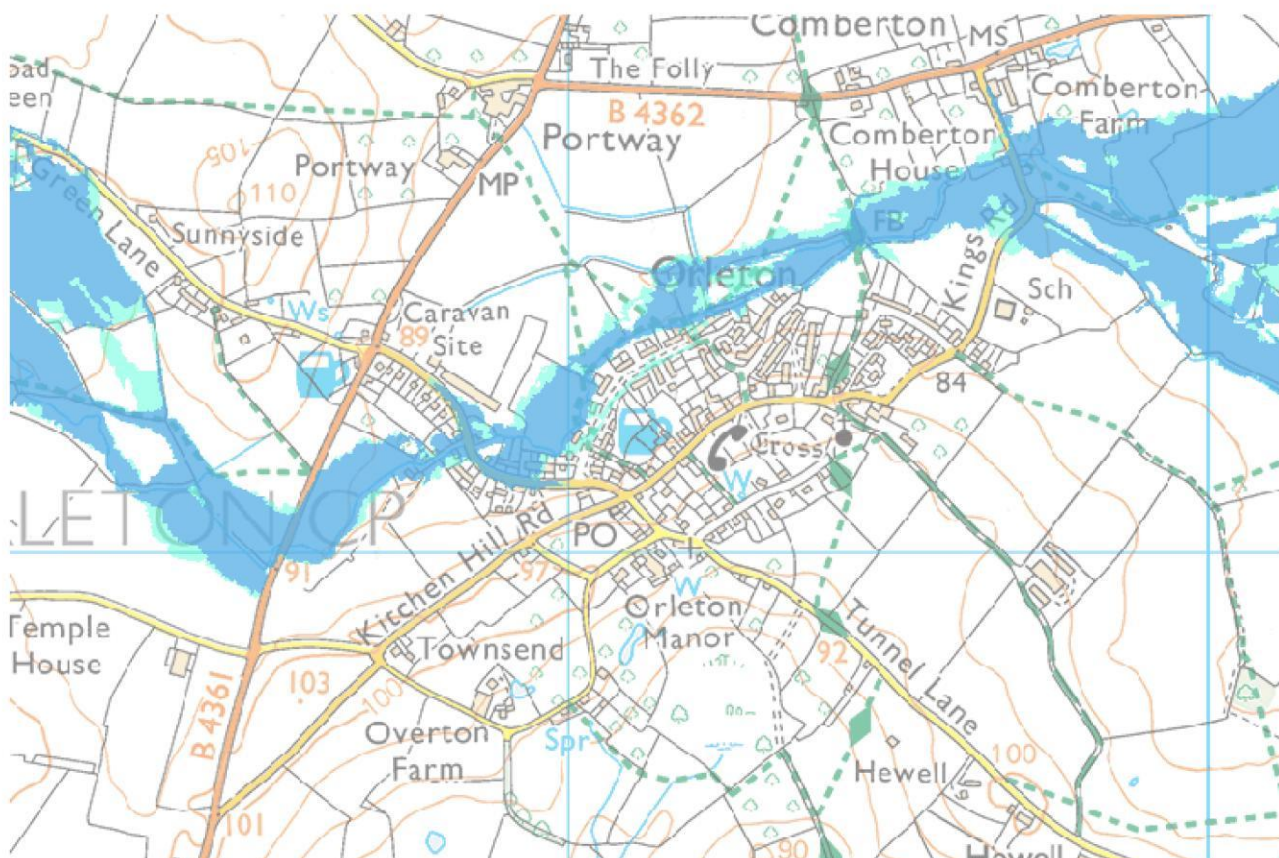 Comberton
MS
The Folly
B 4362
Comberton
Farm
Comberton
House
Portway
oad
een
105
110
Portway
MP
Green Lane
Sunnyside
FB
Kings Rd
Orleton
Sch
Ws
89
Caravan
Site
84
Cross
W
LETON CP
PO
91
97
Kitchen Hill Rd
W
Orleton
Manor
Temple
House
Townsend
Tunnel Lane
92
103
100
B 4361
Overton
Farm
Spr
Hewell
100
101
90
Hewell